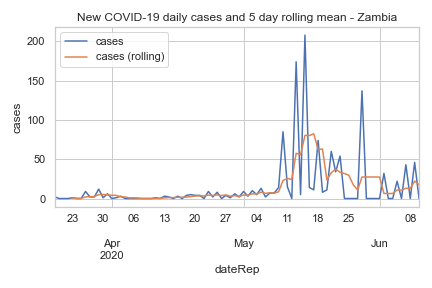 New COVID-19 daily cases and 5 day rolling mean - Zambia
cases
cases (rolling)
200
150
100
50
0
cases
23 30 06 13 20 27 04 11 18 25 01 08
Apr May Jun
2020
dateRep